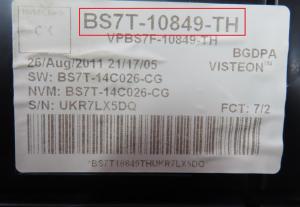 BS7T-10849-TH
VPBS7F-10849-TH
BGDPA
26/Aug/2011 21/17/05
VISTEON™
SW: BS7T-14C026-CG
NVM: BS7T-14C026-CG
S/N: UKR7LX5DQ
FCT: 7/2
*BS7T10849THUKR7LX5DQ*